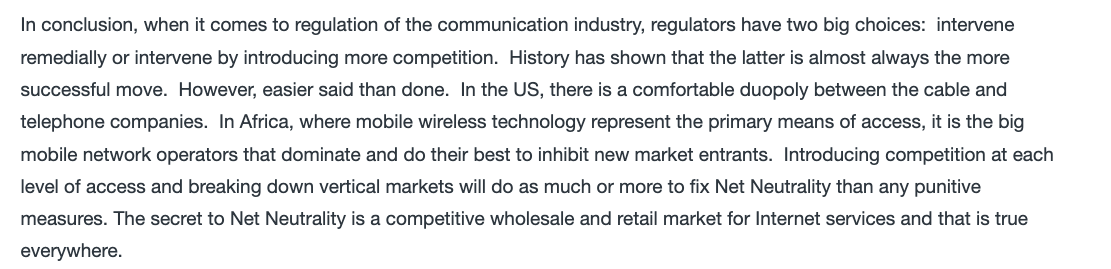 In conclusion, when it comes to regulation of the communication industry, regulators have two big choices:  intervene
remedially or intervene by introducing more competition.  History has shown that the latter is almost always the more
successful move.  However, easier said than done.  In the US, there is a comfortable duopoly between the cable and
telephone companies.  In Africa, where mobile wireless technology represent the primary means of access, it is the big
mobile network operators that dominate and do their best to inhibit new market entrants.  Introducing competition at each
level of access and breaking down vertical markets will do as much or more to fix Net Neutrality than any punitive
measures. The secret to Net Neutrality is a competitive wholesale and retail market for Internet services and that is true
everywhere.